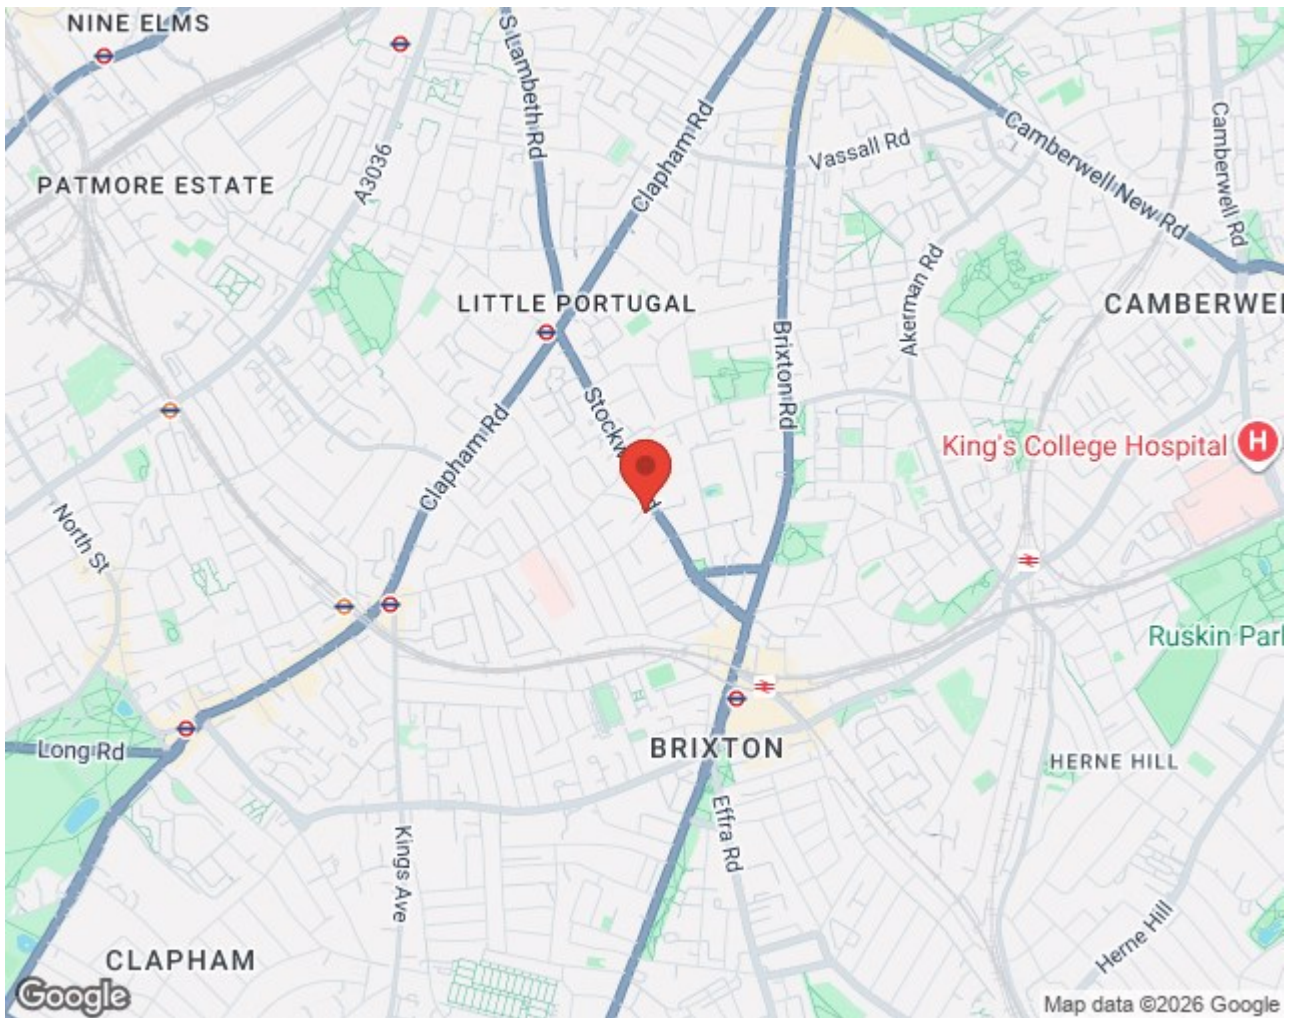 NINE ELMS
S Lambeth Rd
Clapham Rd
Vassall Rd
Camberwell New Rd
Camberwell Rd
A3036
PATMORE ESTATE
Akerman Rd
LITTLE PORTUGAL
CAMBERWE
Brixton Rd
Stockw
d
Clapham Rd
King's College Hospital
H
North St
Ruskin Par
Long Rd
BRIXTON
HERNE HILL
Effra Rd
Kings Ave
Herne Hill
CLAPHAM
Google
Map data ©2026 Google